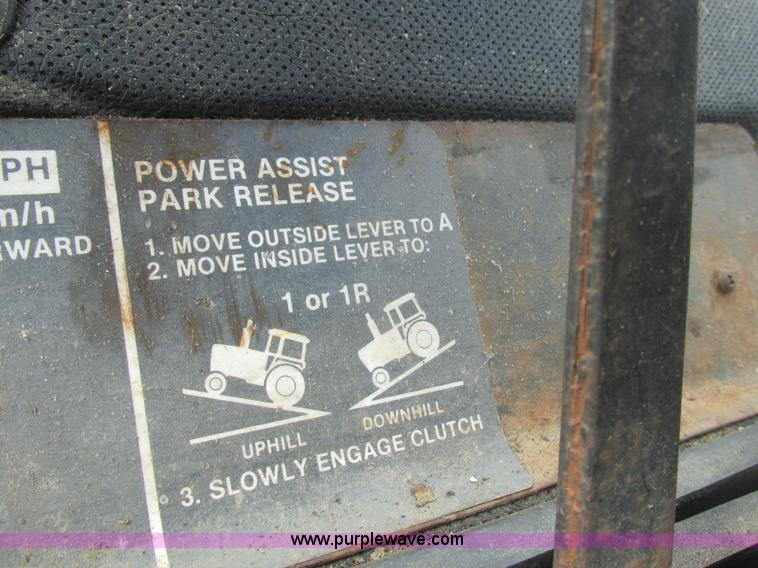 PH
m/h
RWARD
POWER ASSIST
PARK RELEASE
1. MOVE OUTSIDE LEVER TO A
2. MOVE INSIDE LEVER TO:
1 or 1R
UPHILL
DOWNHILL
3. SLOWLY ENGAGE CLUTCH
www.purplewave.com